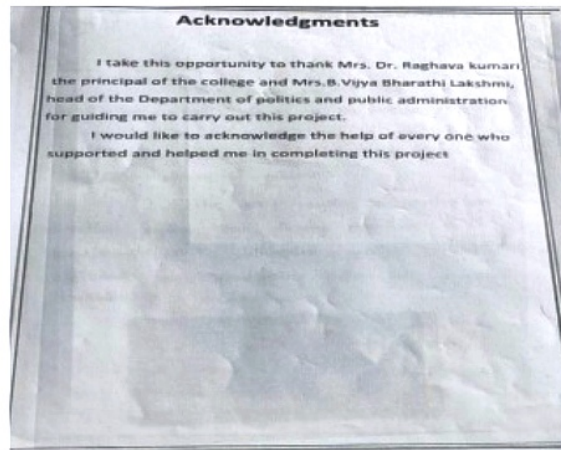 Acknowledgments
I take this opportunity to thank Mrs. Dr. Raghava kumari
the principal of the college and Mrs.B.Vijya Bharathi Lakshmi,
head of the Department of politics and public administration
for guiding me to carry out this project.
I would like to acknowledge the help of every one who
supported and helped me in completing this project